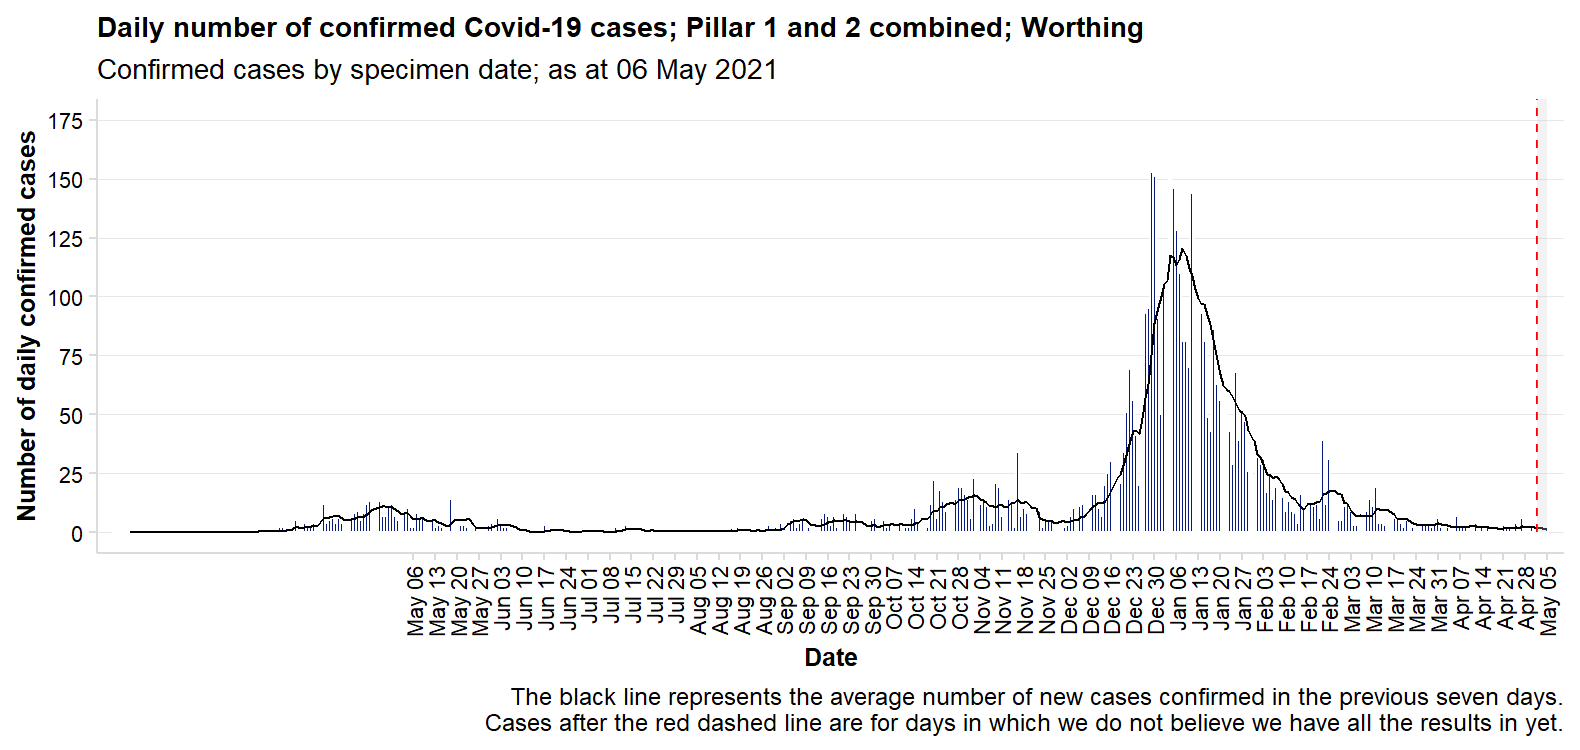 Daily number of confirmed Covid-19 cases; Pillar 1 and 2 combined; Worthing
Confirmed cases by specimen date; as at 06 May 2021
Number of daily confirmed cases
175
150
125
100
75
50
25
0
May 06
May 13
May 20
May 27
Jun 03
Jun 10
Jun 17
Jun 24
Jul 01
Jul 08
Jul 15
Jul 22
Jul 29
Aug 05
Aug 12
Aug 19
Aug 26
Sep 02
Sep 09
Sep 16
Sep 23
Sep 30
Oct 07
Oct 14
Oct 21
Oct 28
Nov 04
Nov 11
Nov 18
Nov 25
Dec 02
Dec 09
Dec 16
Dec 23
Dec 30
Jan 06
Jan 13
Jan 20
Jan 27
Feb 03
Feb 10
Feb 17
Feb 24
Mar 03
Mar 10
Mar 17
Mar 24
Mar 31
Apr 07
Apr 14
Apr 21
Apr 28
May 05
Date
The black line represents the average number of new cases confirmed in the previous seven days.
Cases after the red dashed line are for days in which we do not believe we have all the results in yet.